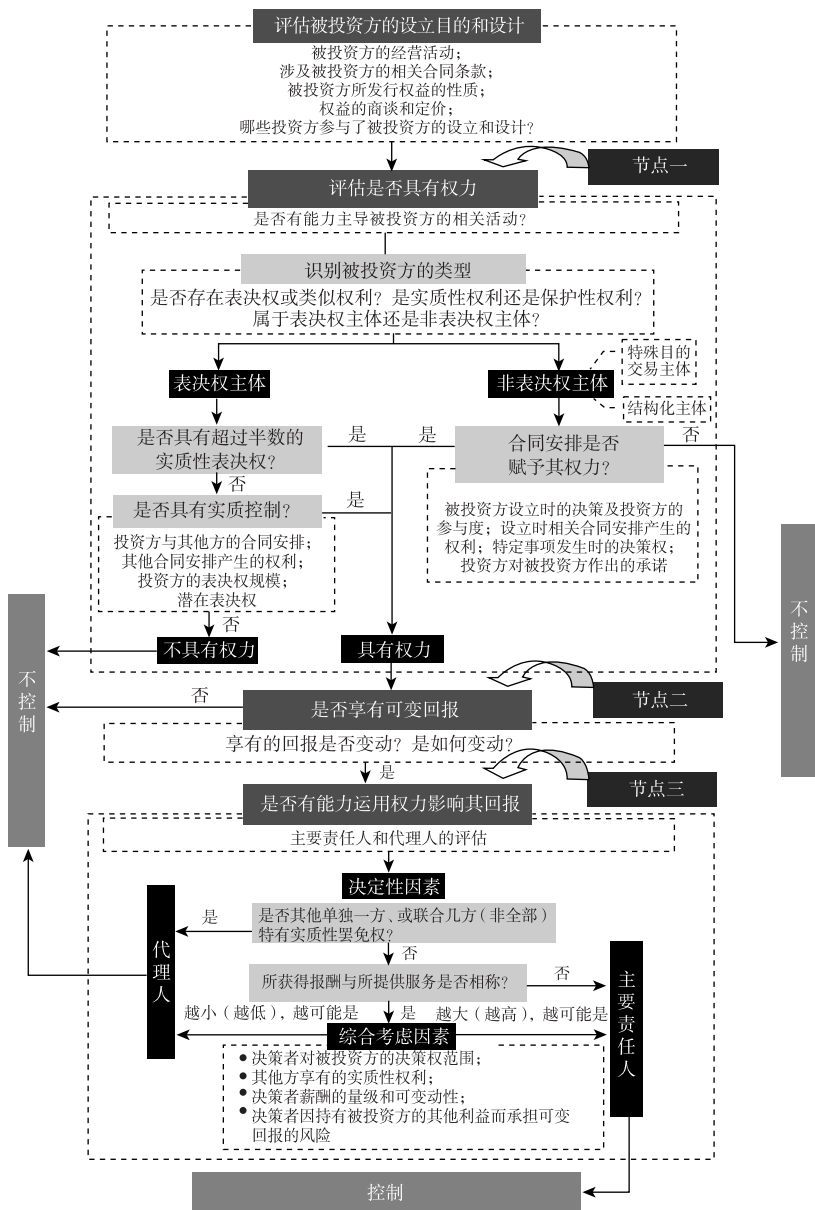 评估被投资方的设立目的和设计
被投资方的经营活动；
涉及被投资方的相关合同条款；
被投资方所发行权益的性质；
权益的商谈和定价；
哪些投资方参与了被投资方的设立和设计？
节点一
评估是否具有权力
是否有能力主导被投资方的相关活动？
识别被投资方的类型
是否存在表决权或类似权利？是实质性权利还是保护性权利？
属于表决权主体还是非表决权主体？
表决权主体
非表决权主体
特殊目的
交易主体
结构化主体
是否具有超过半数的
实质性表决权？
是
是
合同安排是否
赋予其权力？
否
否
是否具有实质控制？
是
投资方与其他方的合同安排；
其他合同安排产生的权利；
投资方的表决权规模；
潜在表决权
被投资方设立时的决策及投资方的
参与度；设立时相关合同安排产生的
权利；特定事项发生时的决策权；
投资方对被投资方作出的承诺
否
不具有权力
具有权力
不控制
不控制
节点二
否
是否享有可变回报
享有的回报是否变动？是如何变动？
是
节点三
是否有能力运用权力影响其回报
主要责任人和代理人的评估
决定性因素
是
是否其他单独一方、或联合几方（非全部）
特有实质性罢免权？
代理人
否
所获得报酬与所提供服务是否相称？
否
主要责任人
越小（越低），越可能是
是
越大（越高），越可能是
综合考虑因素
●决策者对被投资方的决策权范围；
●其他方享有的实质性权利；
●决策者薪酬的量级和可变动性；
●决策者因持有被投资方的其他利益而承担可变
回报的风险
控制